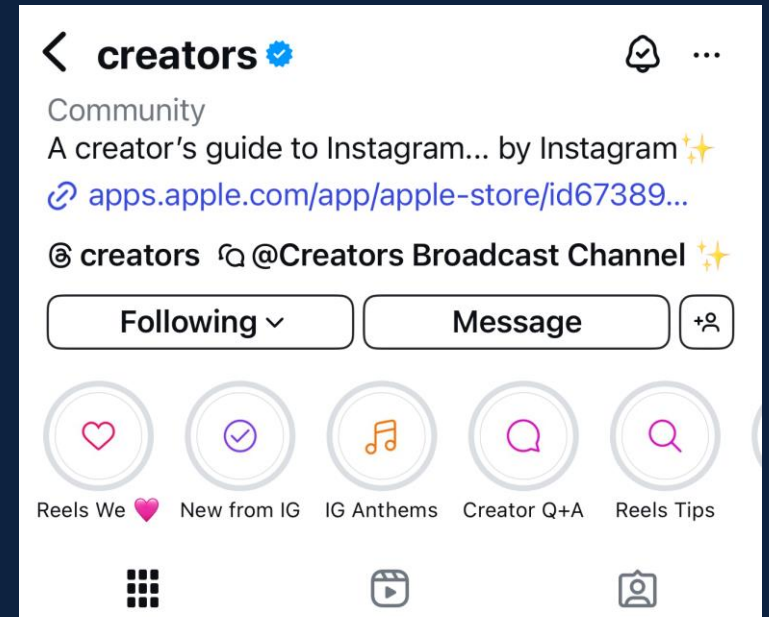 creators
Community
A creator's guide to Instagram... by Instagram✨
apps.apple.com/app/apple-store/id67389...
creators @Creators Broadcast Channel ✨
Following Message
Reels We 💗 New from IG IG Anthems Creator Q+A Reels Tips